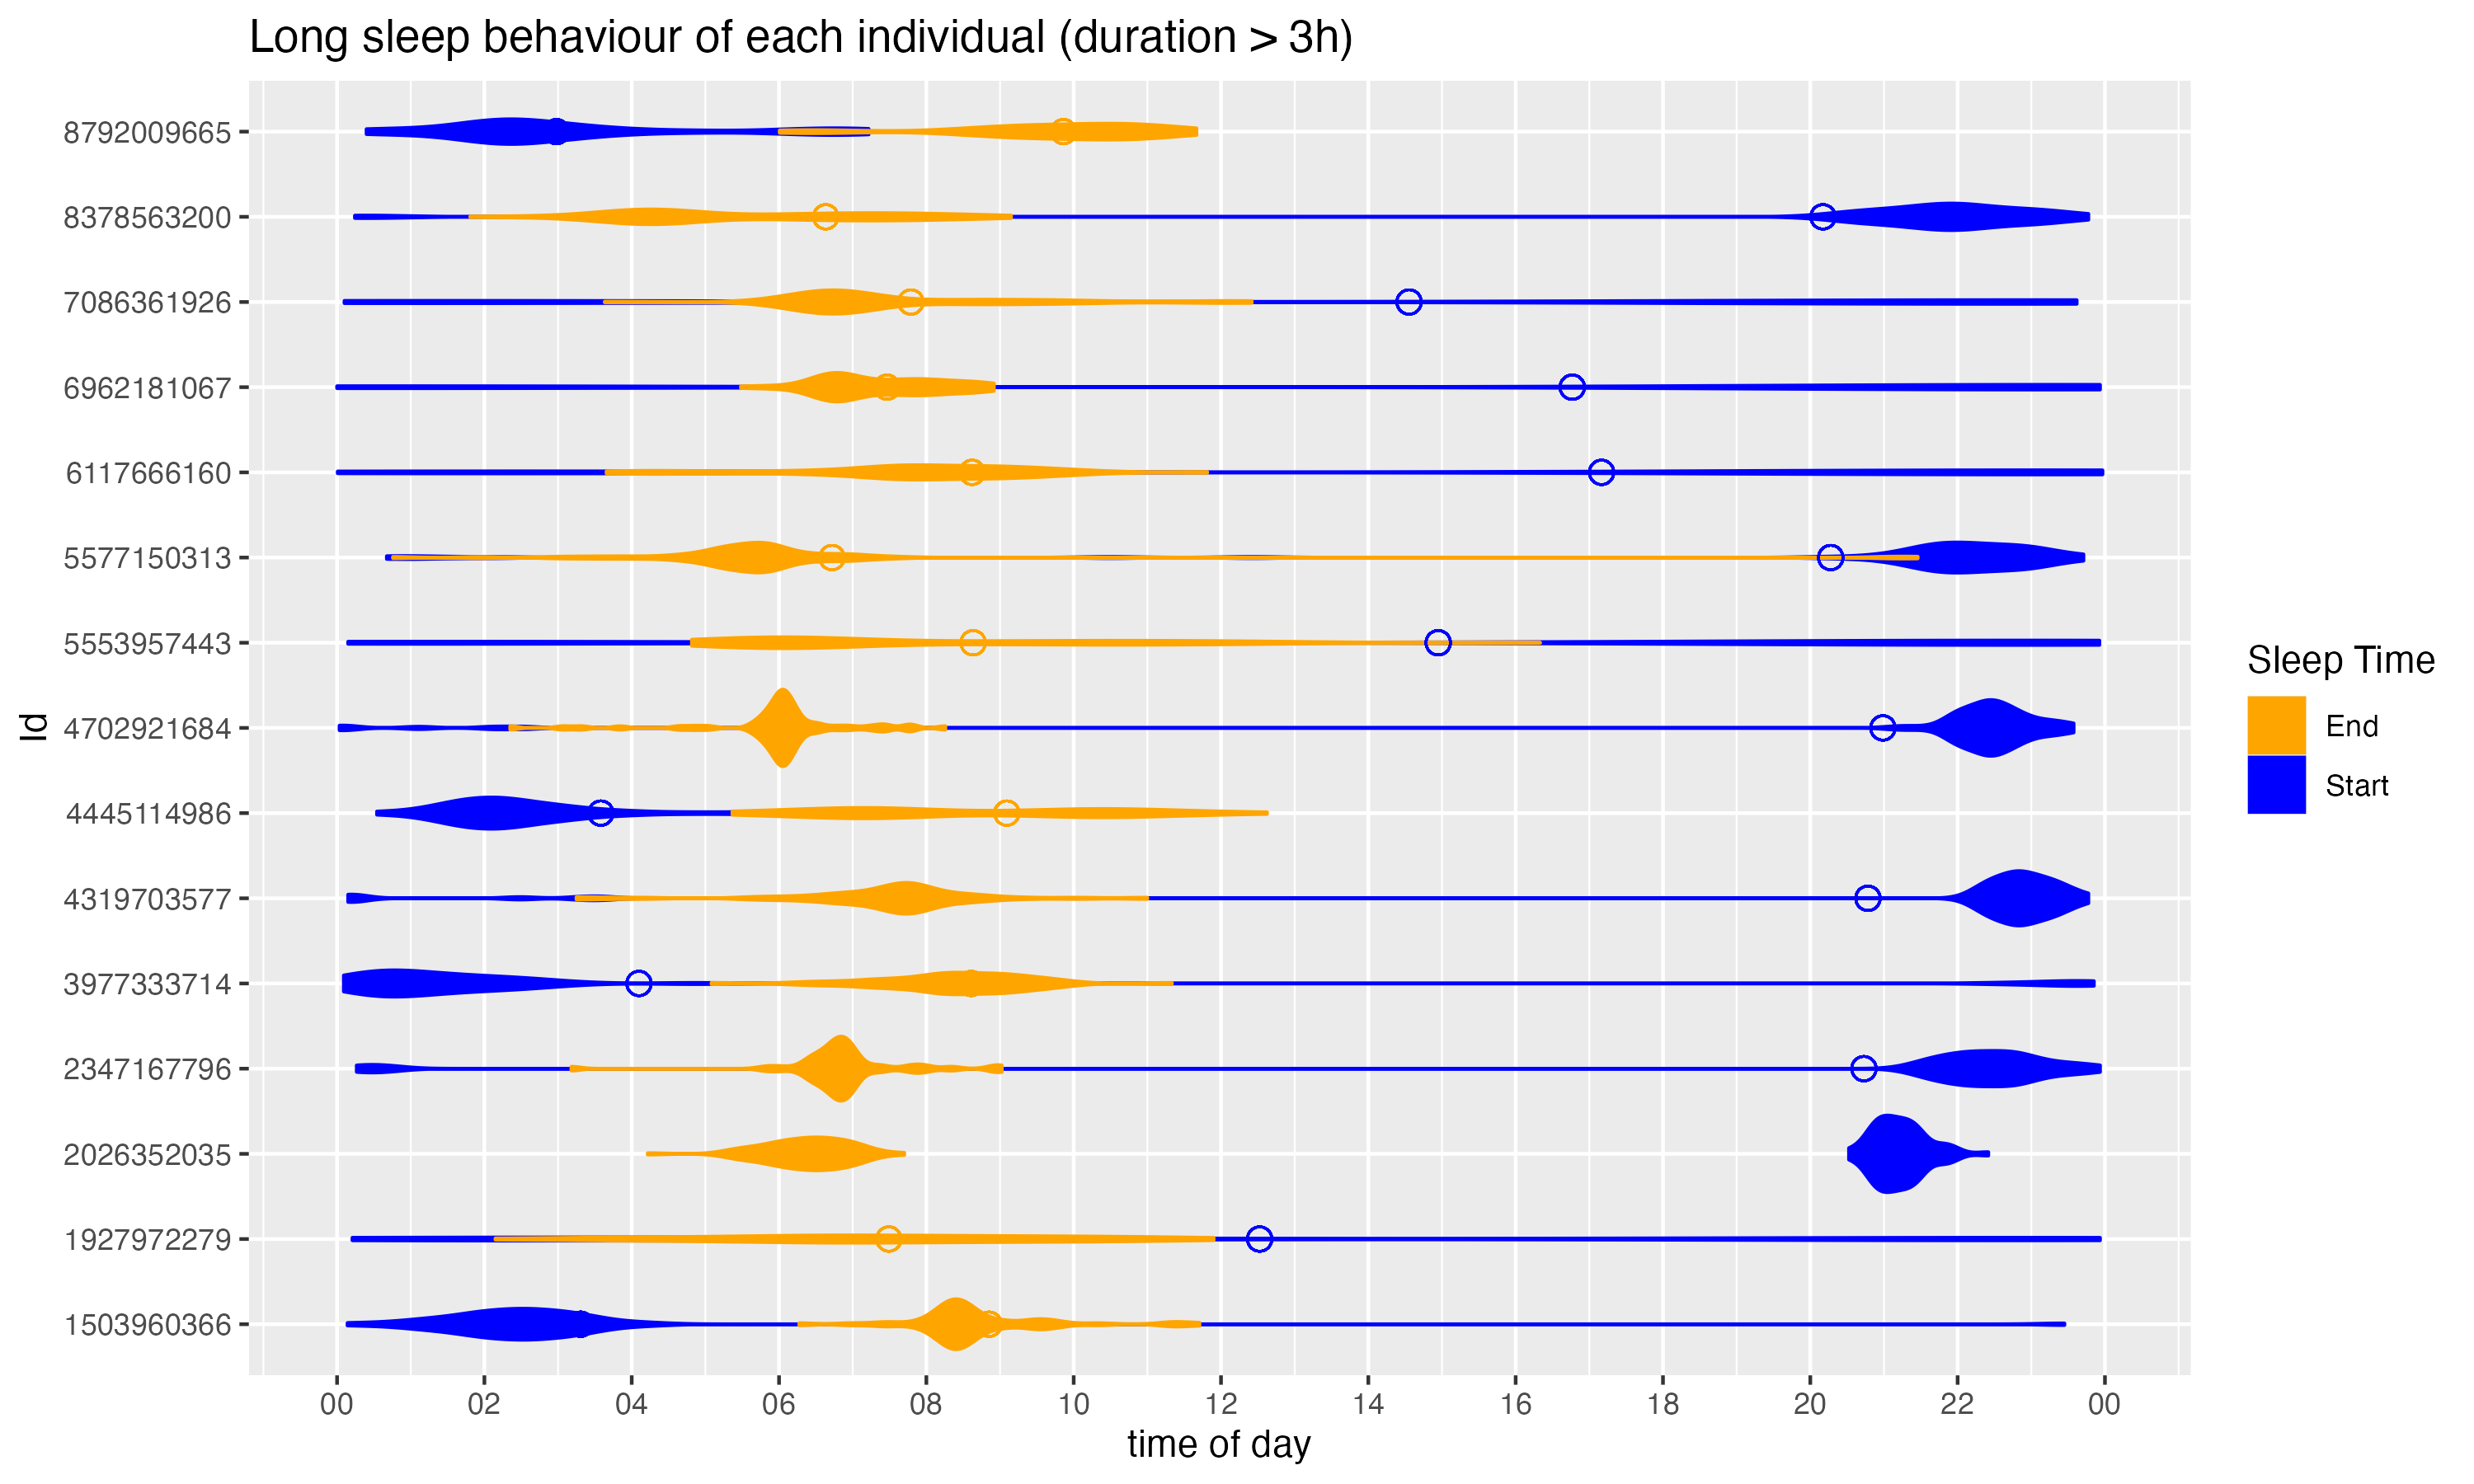 Long sleep behaviour of each individual (duration > 3h)
8792009665
8378563200
7086361926
6962181067
6117666160
5577150313
5553957443
4702921684
4445114986
4319703577
3977333714
2347167796
2026352035
1927972279
1503960366
Id
00 02 04 06 08 10 12 14 16 18 20 22 00
time of day
Sleep Time
End
Start